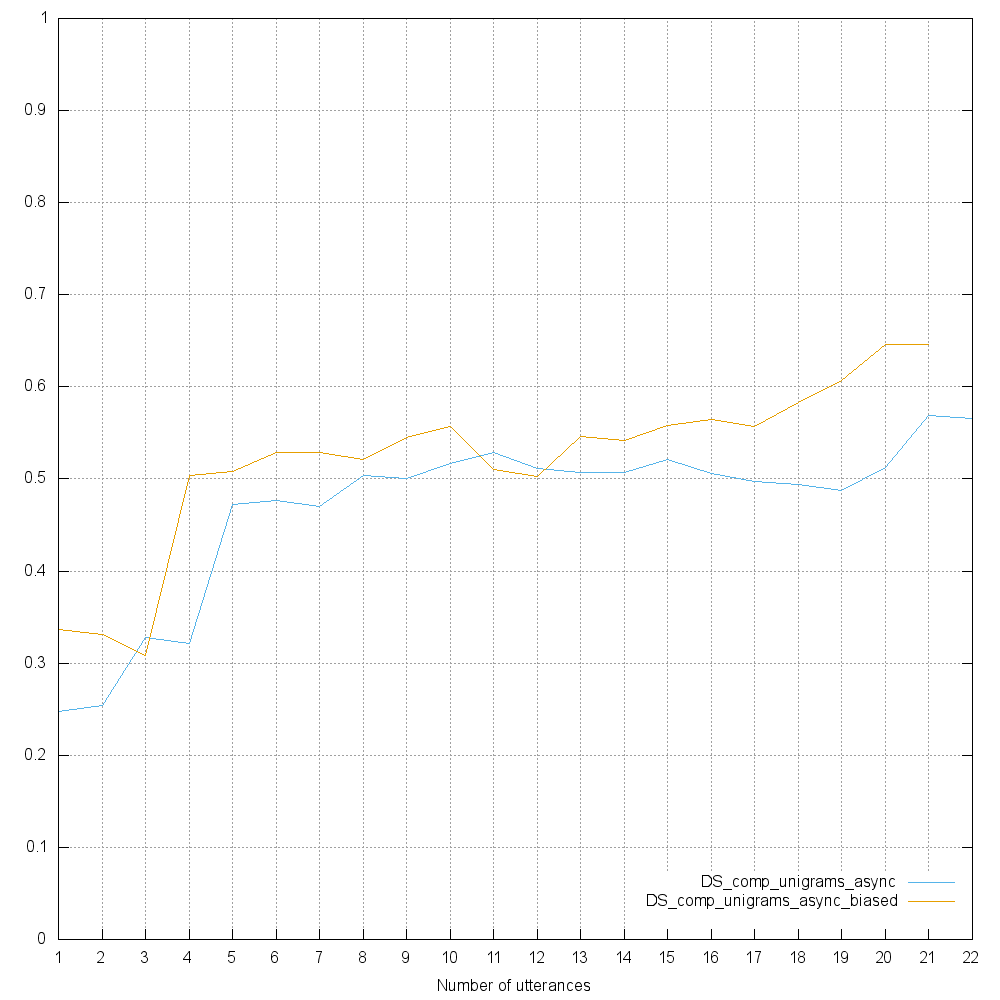 1
0.9
0.8
0.7
0.6
0.5
0.4
0.3
0.2
0.1
0
DS_comp_unigrams_async
DS_comp_unigrams_async_biased
1 2 3 4 5 6 7 8 9 10 11 12 13 14 15 16 17 18 19 20 21 22
Number of utterances